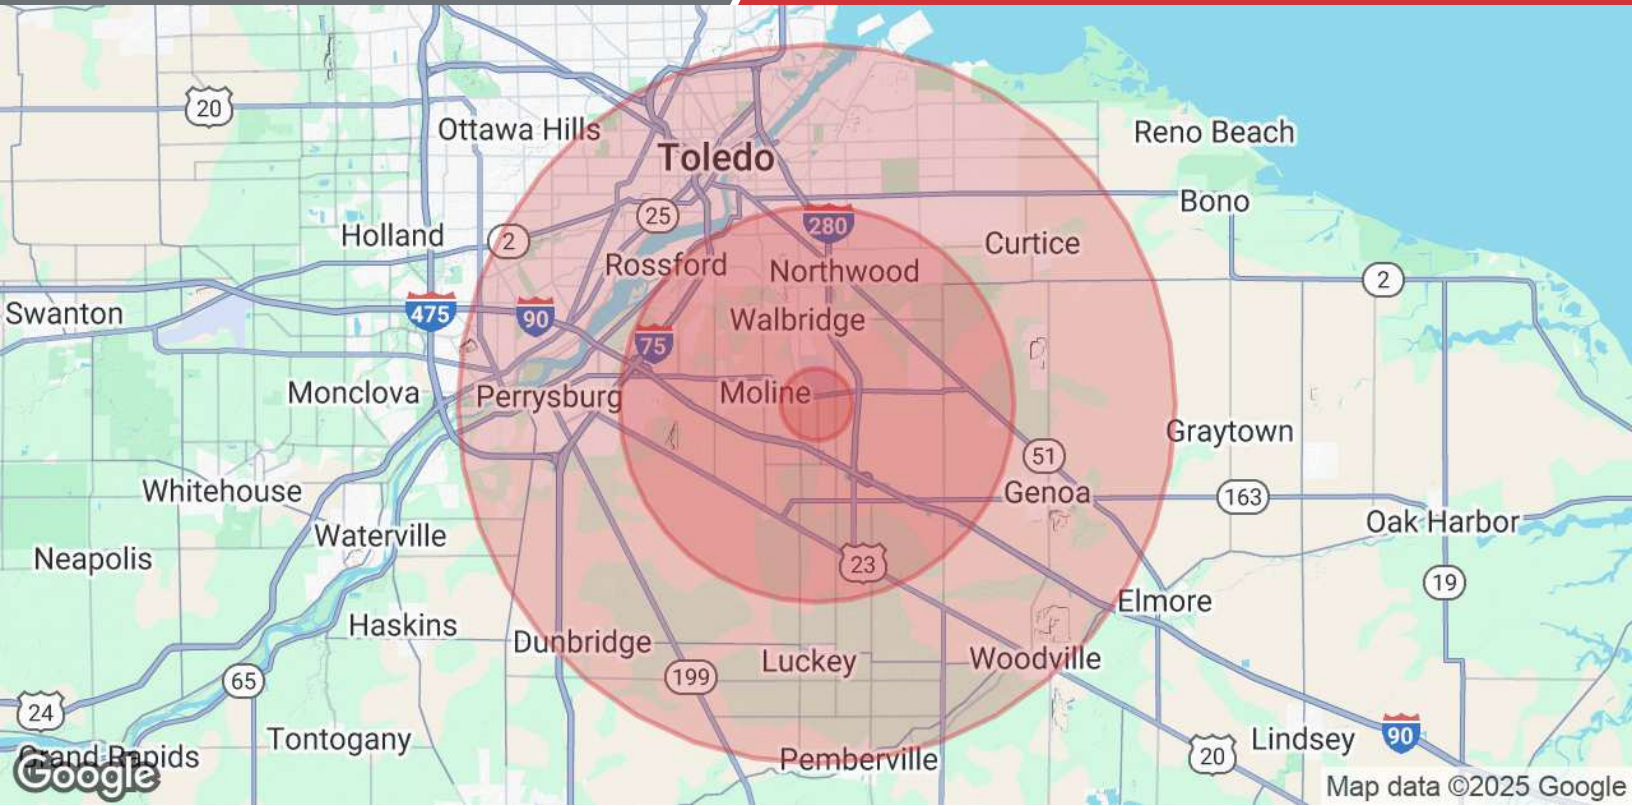 20
Ottawa Hills
Reno Beach
Toledo
Bono
25
280
Holland
2
Curtice
Rossford
Northwood
2
Swanton
475
90
Walbridge
75
Monclova
Perrysburg
Moline
Graytown
51
Whitehouse
Genoa
163
Oak Harbor
Waterville
Neapolis
23
19
Elmore
Haskins
Dunbridge
Luckey
Woodville
65
199
24
Tontogany
Lindsey
90
20
Grand Rapids
Pemberville
Google
Map data ©2025 Google